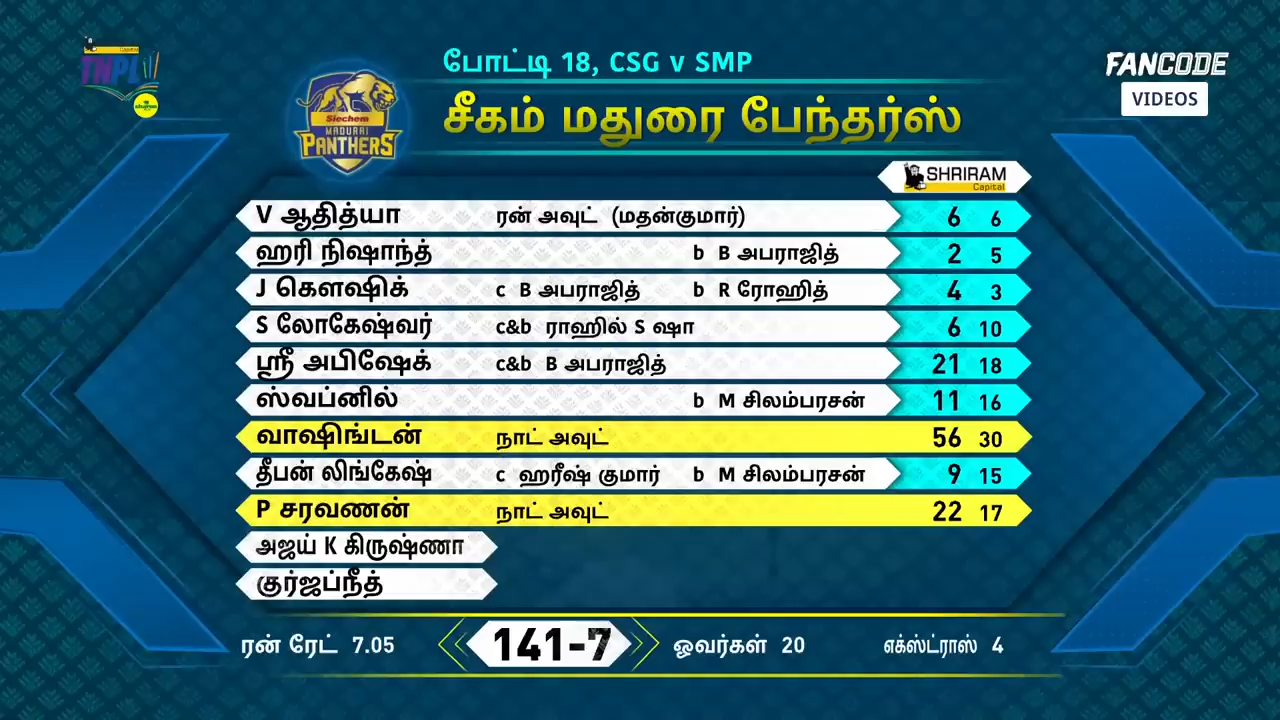 Capital
TNPL
போட்டி 18, CSG v SMP
சீகம் மதுரை பேந்தர்ஸ்
Siechem
MADURAI
PANTHERS
FANCODE
VIDEOS
SHRIRAM
Capital
V ஆதித்யா ரன் அவுட் (மதன்குமார்) 6 6
ஹரி நிஷாந்த் b B அபராஜித் 2 5
J கௌஷிக் c B அபராஜித் b R ரோஹித் 4 3
S லோகேஷ்வர் c&b ராஹில் S ஷா 6 10
ஸ்ரீ அபிஷேக் c&b B அபராஜித் 21 18
ஸ்வப்னில் b M சிலம்பரசன் 11 16
வாஷிங்டன் நாட் அவுட் 56 30
தீபன் லிங்கேஷ் c ஹரீஷ் குமார் b M சிலம்பரசன் 9 15
P சரவணன் நாட் அவுட் 22 17
அஜய் K கிருஷ்ணா
குர்ஜப்நீத்
ரன் ரேட் 7.05 141-7 ஓவர்கள் 20 எக்ஸ்ட்ராஸ் 4